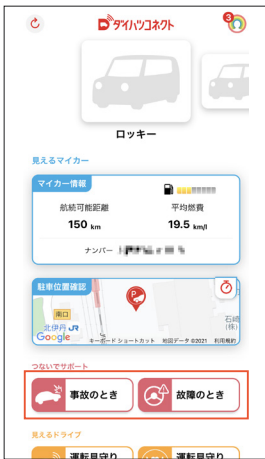 3
ダイハツコネクト
ロッキー
見えるマイカー
マイカー情報
航続可能距離
平均燃費
150 km
19.5 km/l
ナンバー
駐車位置確認
P
南口
北伊丹 JR
石崎
(株)
Google
キーボード ショートカット
地図データ ©2021
利用規約
つないでサポート
事故のとき
故障のとき
見えるドライブ
運転見守り
運転見守り